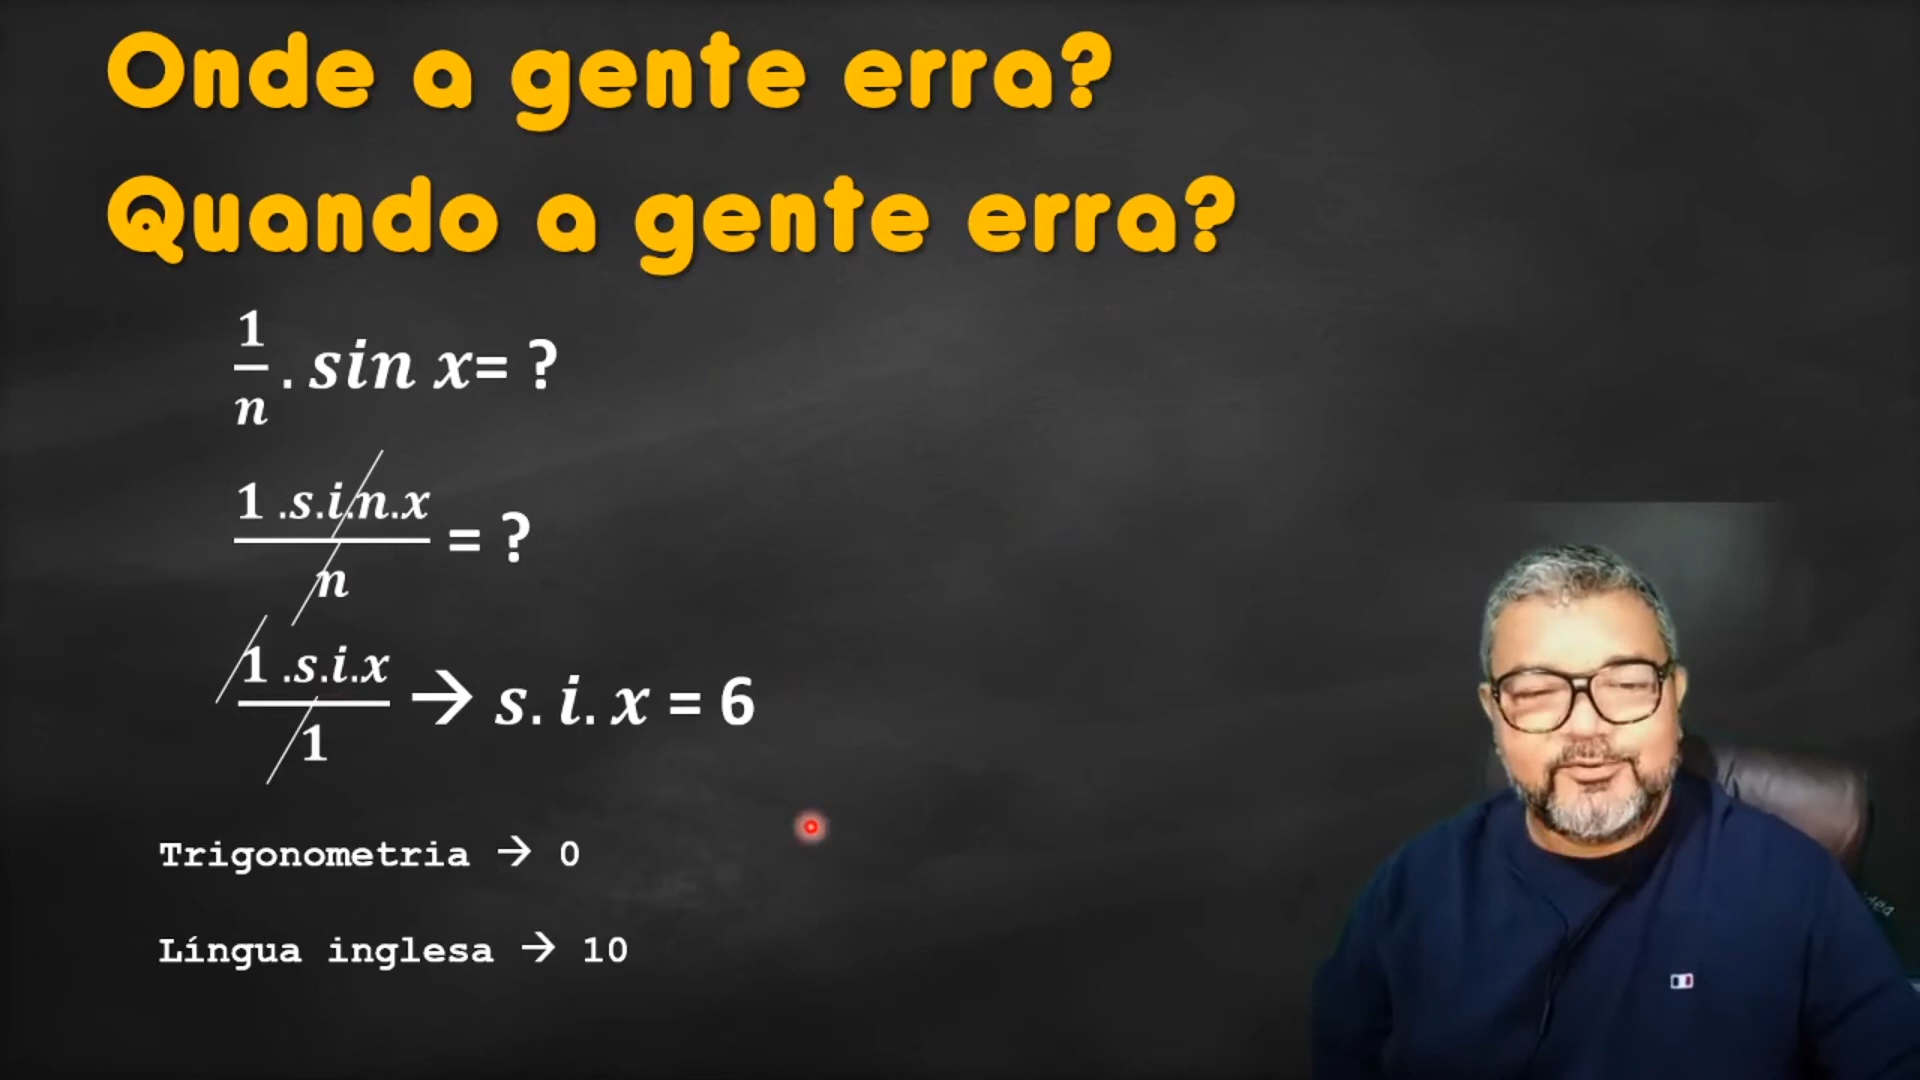 Onde a gente erra?
Quando a gente erra?
1/n . sin x= ?
1 .s.i.n.x/n = ?
1 .s.i.x/1 → s. i. x = 6
Trigonometria → 0
Língua inglesa → 10